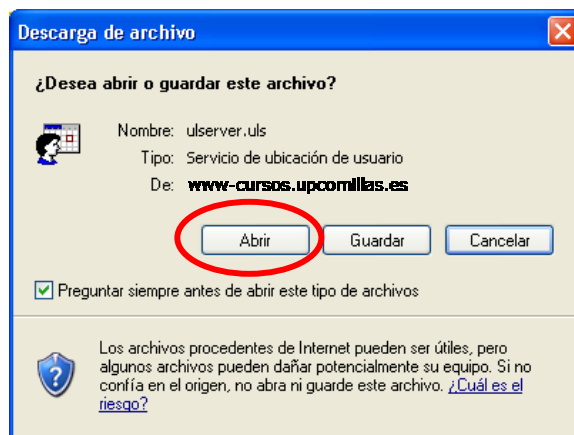 Descarga de archivo
¿Desea abrir o guardar este archivo?
Nombre: ulserver.uls
Tipo: Servicio de ubicación de usuario
De: www-cursos.upcomillas.es
Abrir Guardar Cancelar
Preguntar siempre antes de abrir este tipo de archivos
Los archivos procedentes de Internet pueden ser útiles, pero
algunos archivos pueden dañar potencialmente su equipo. Si no
confía en el origen, no abra ni guarde este archivo. ¿Cuál es el
riesgo?